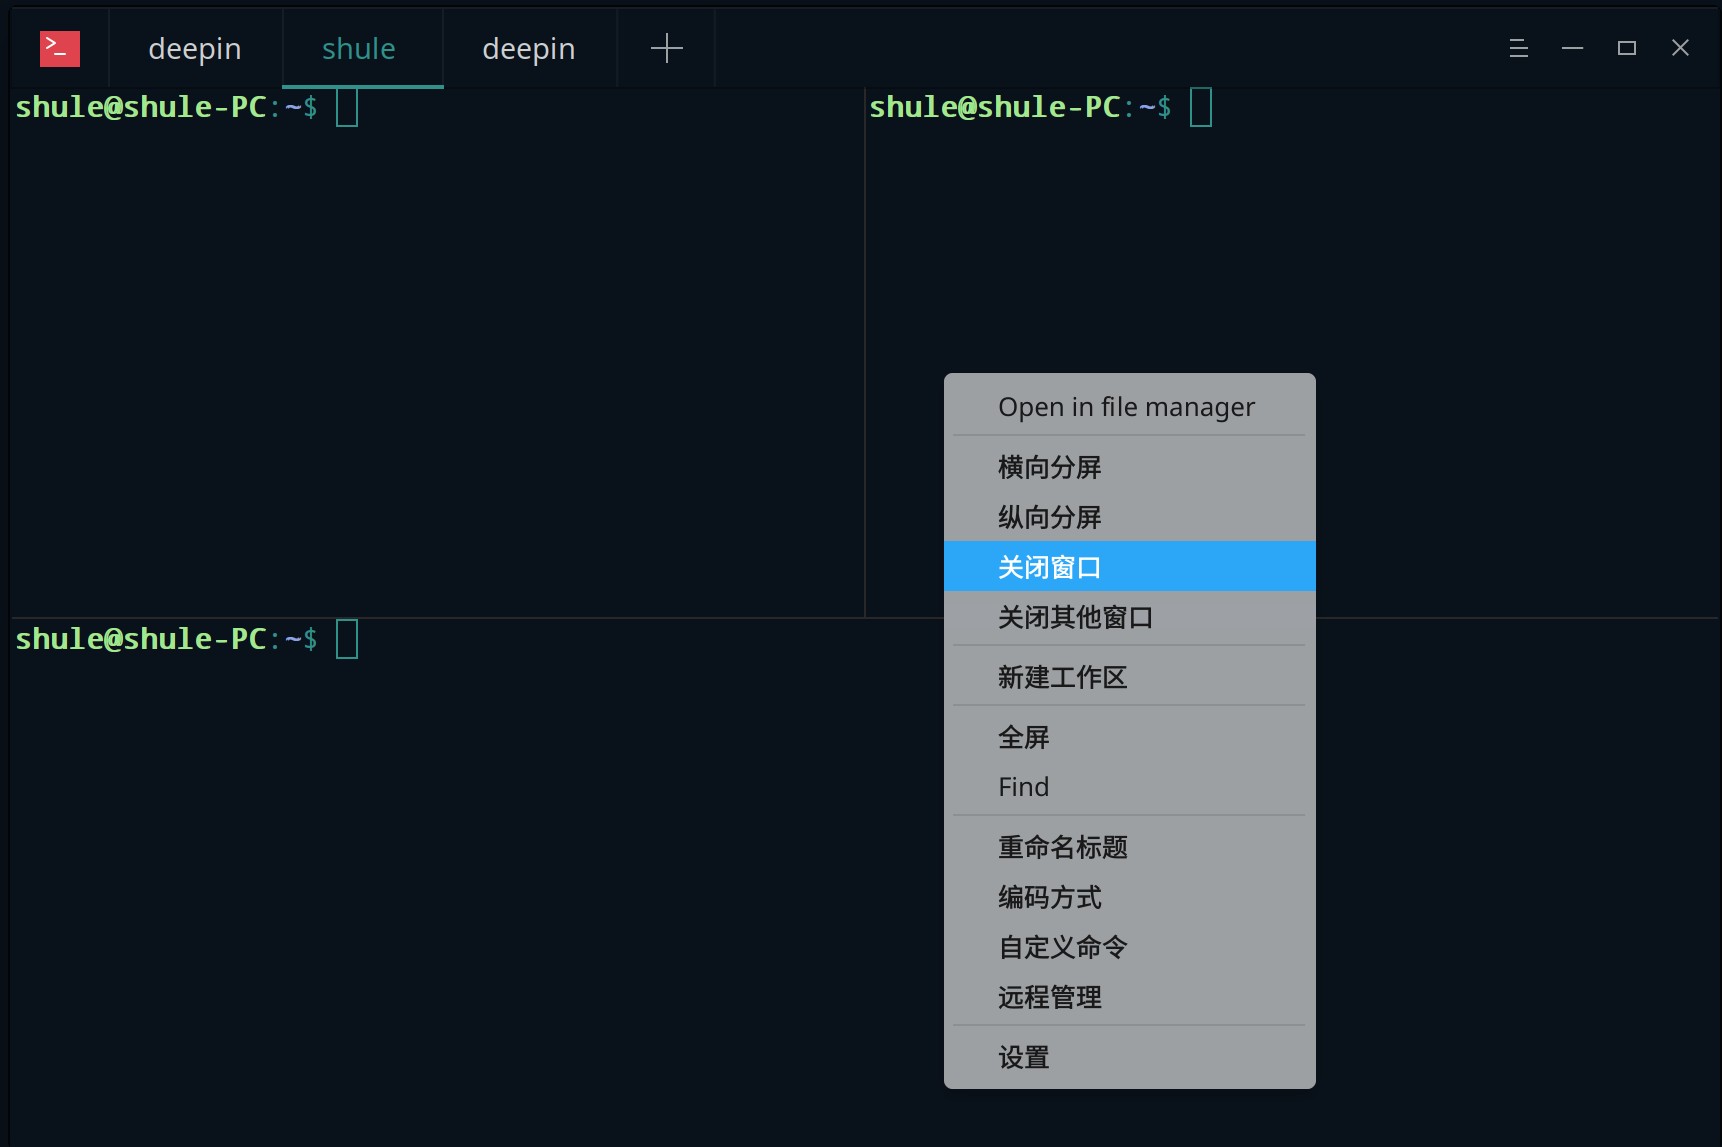 deepin
shule
deepin
shule@shule-PC:~$
shule@shule-PC:~$
Open in file manager
横向分屏
纵向分屏
关闭窗口
关闭其他窗口
shule@shule-PC:~$
新建工作区
全屏
Find
重命名标题
编码方式
自定义命令
远程管理
设置